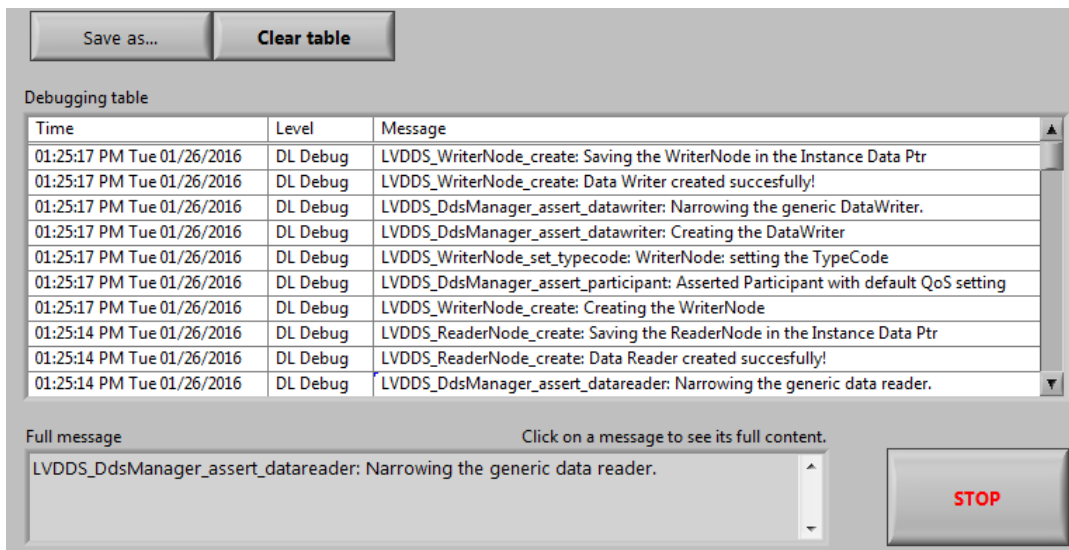 Save as... Clear table
Debugging table
Time Level Message
01:25:17 PM Tue 01/26/2016 DL Debug LVDDS_WriterNode_create: Saving the WriterNode in the Instance Data Ptr
01:25:17 PM Tue 01/26/2016 DL Debug LVDDS_WriterNode_create: Data Writer created succesfully!
01:25:17 PM Tue 01/26/2016 DL Debug LVDDS_DdsManager_assert_datawriter: Narrowing the generic DataWriter.
01:25:17 PM Tue 01/26/2016 DL Debug LVDDS_DdsManager_assert_datawriter: Creating the DataWriter
01:25:17 PM Tue 01/26/2016 DL Debug LVDDS_WriterNode_set_typecode: WriterNode: setting the TypeCode
01:25:17 PM Tue 01/26/2016 DL Debug LVDDS_DdsManager_assert_participant: Asserted Participant with default QoS setting
01:25:17 PM Tue 01/26/2016 DL Debug LVDDS_WriterNode_create: Creating the WriterNode
01:25:14 PM Tue 01/26/2016 DL Debug LVDDS_ReaderNode_create: Saving the ReaderNode in the Instance Data Ptr
01:25:14 PM Tue 01/26/2016 DL Debug LVDDS_ReaderNode_create: Data Reader created succesfully!
01:25:14 PM Tue 01/26/2016 DL Debug LVDDS_DdsManager_assert_datareader: Narrowing the generic data reader.
Full message Click on a message to see its full content.
LVDDS_DdsManager_assert_datareader: Narrowing the generic data reader.
STOP